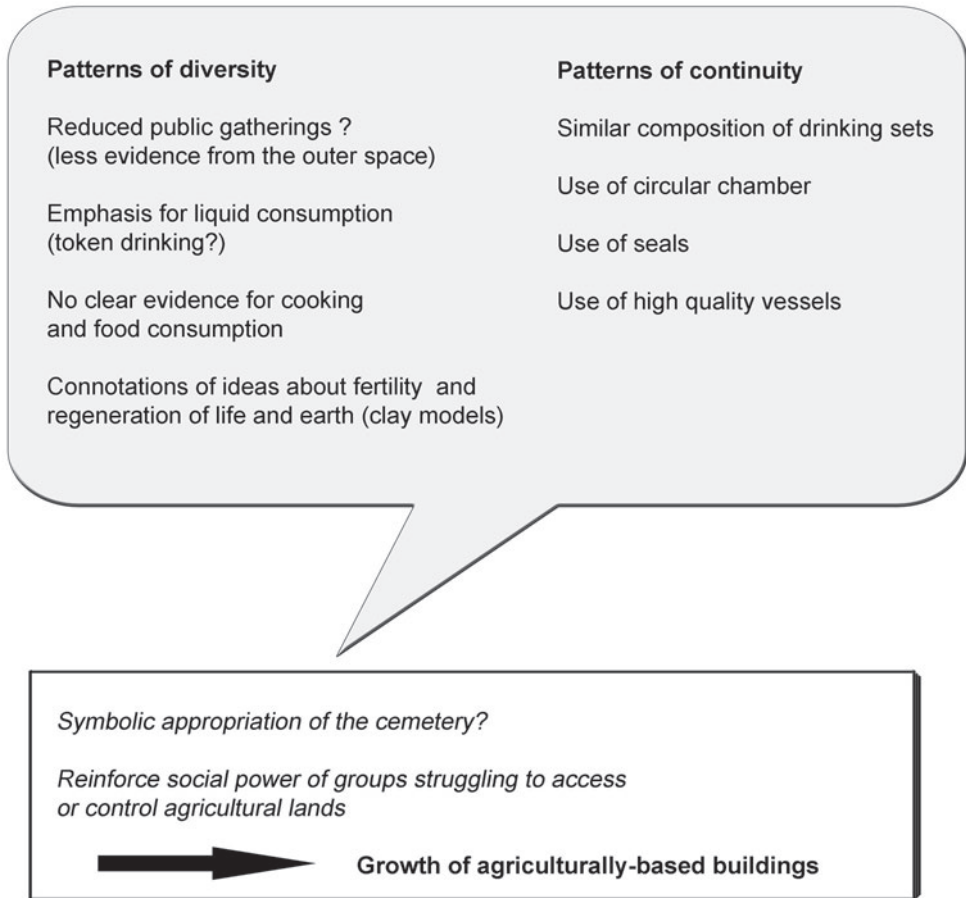 Patterns of diversity
Reduced public gatherings ?
(less evidence from the outer space)
Emphasis for liquid consumption
(token drinking?)
No clear evidence for cooking
and food consumption
Connotations of ideas about fertility and
regeneration of life and earth (clay models)
Patterns of continuity
Similar composition of drinking sets
Use of circular chamber
Use of seals
Use of high quality vessels
Symbolic appropriation of the cemetery?
Reinforce social power of groups struggling to access
or control agricultural lands
Growth of agriculturally-based buildings